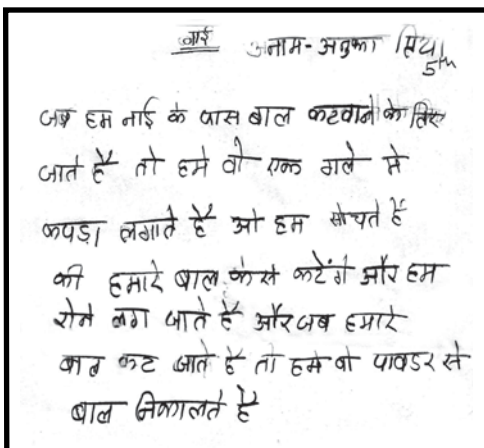 नाई अनाम-अनुका प्रिया
5th
जब हम नाई के पास बाल कटवाने के लिए
जाते है तो हमे वो एक गले मे
कपड़ा लगाते है ओ हम सोचते है
की हमारे बाल कैसे कटेंगे और हम
रोने लग जाते है और जब हमारे
बाल कट जाते है तो हमे वो पावडर से
बाल निकालते है